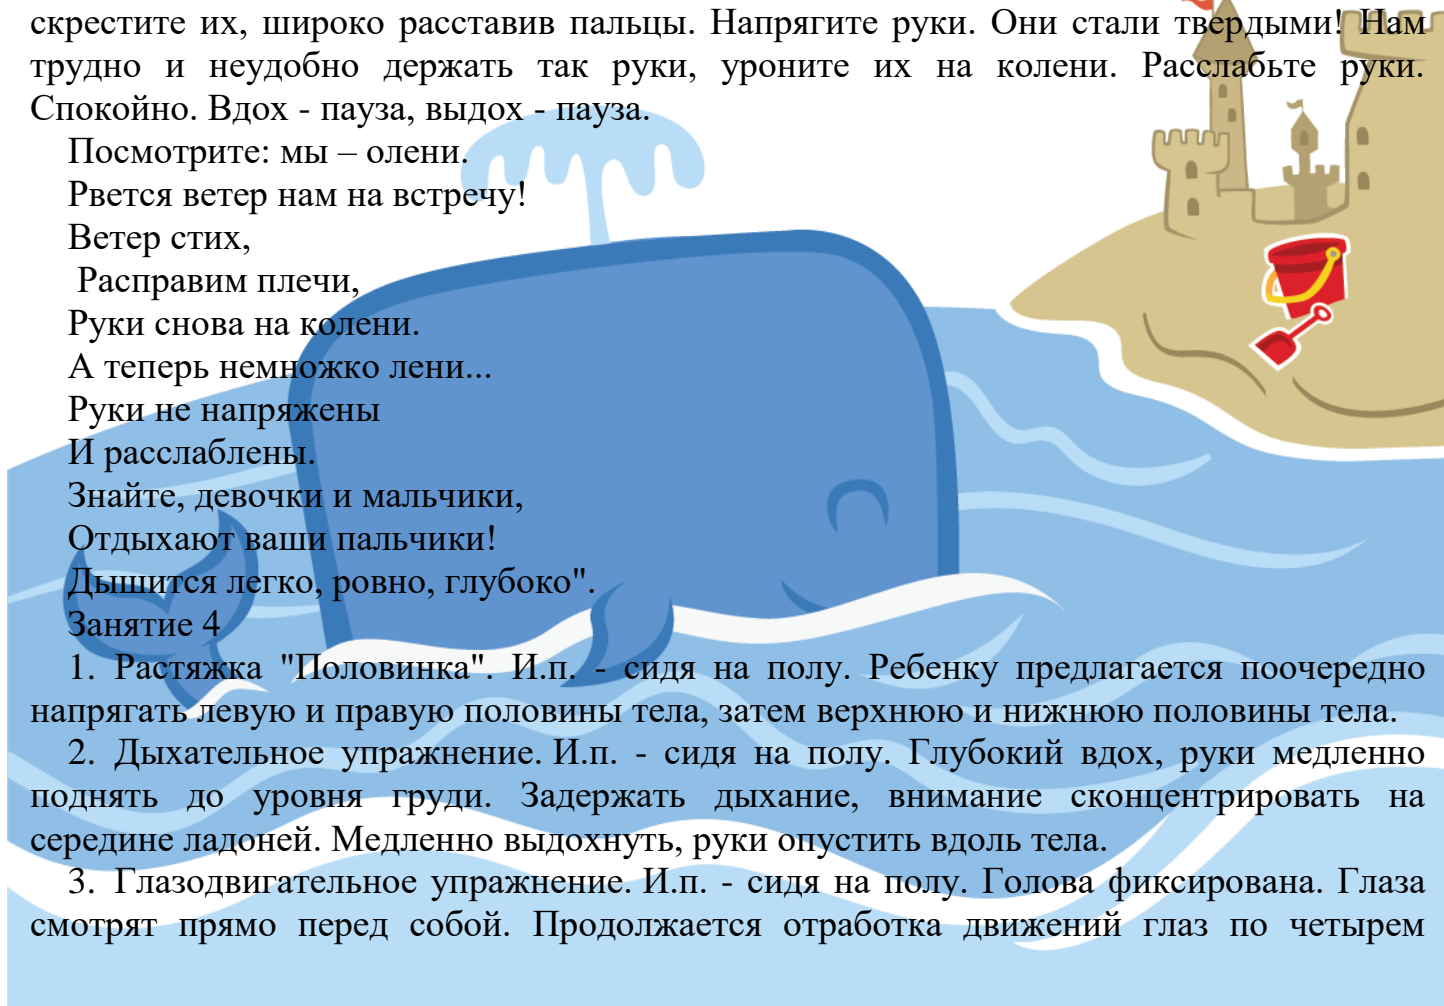 скрестите их, широко расставив пальцы. Напрягите руки. Они стали твердыми! Нам
трудно и неудобно держать так руки, уроните их на колени. Расслабьте руки.
Спокойно. Вдох - пауза, выдох - пауза.
Посмотрите: мы – олени.
Рвется ветер нам на встречу!
Ветер стих,
Расправим плечи,
Руки снова на колени.
А теперь немножко лени...
Руки не напряжены
И расслаблены.
Знайте, девочки и мальчики,
Отдыхают ваши пальчики!
Дышится легко, ровно, глубоко".
Занятие 4
1. Растяжка "Половинка". И.п. - сидя на полу. Ребенку предлагается поочередно
напрягать левую и правую половины тела, затем верхнюю и нижнюю половины тела.
2. Дыхательное упражнение. И.п. - сидя на полу. Глубокий вдох, руки медленно
поднять до уровня груди. Задержать дыхание, внимание сконцентрировать на
середине ладоней. Медленно выдохнуть, руки опустить вдоль тела.
3. Глазодвигательное упражнение. И.п. - сидя на полу. Голова фиксирована. Глаза
смотрят прямо перед собой. Продолжается отработка движений глаз по четырем